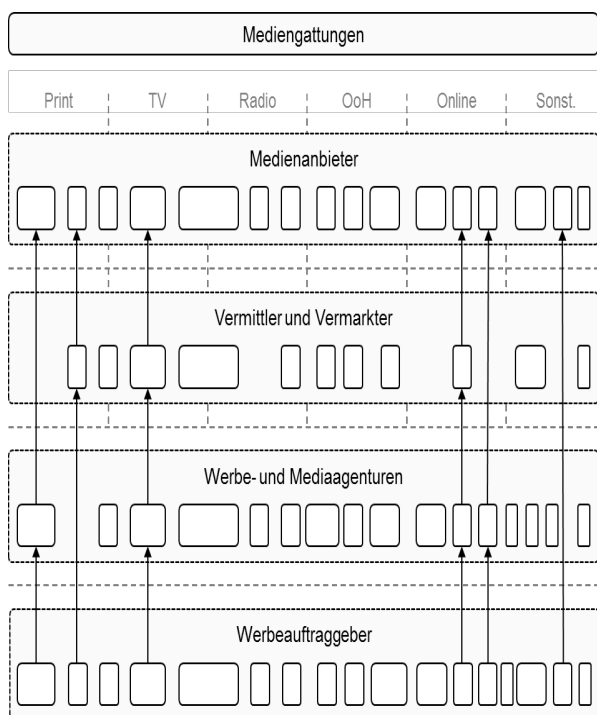 Mediengattungen
Print TV Radio OoH Online Sonst.
Medienanbieter
Vermittler und Vermarkter
Werbe- und Mediaagenturen
Werbeauftraggeber